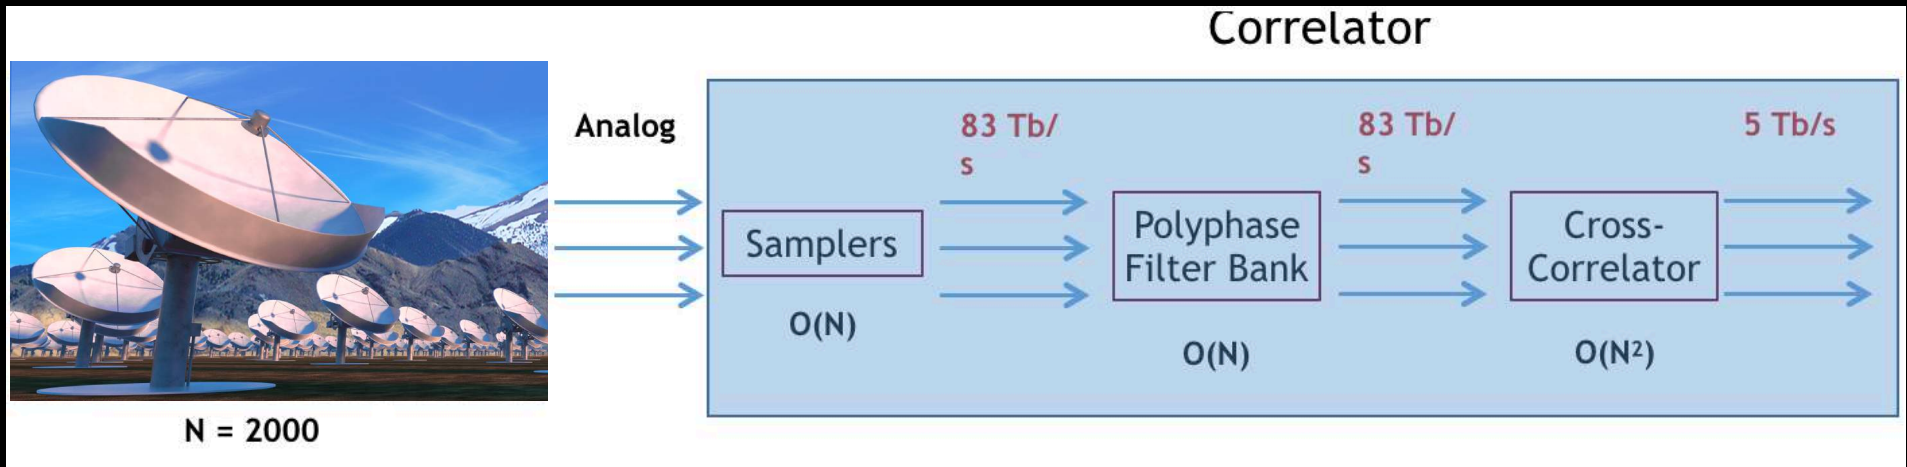 Correlator
Analog
83 Tb/
s
83 Tb/
s
5 Tb/s
Samplers
Polyphase
Filter Bank
Cross-
Correlator
O(N)
O(N)
O(N²)
N = 2000